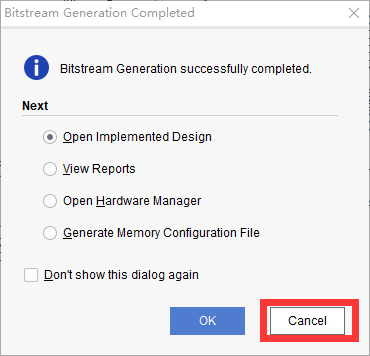 Bitstream Generation Completed
Bitstream Generation successfully completed.
Next
Open Implemented Design
View Reports
Open Hardware Manager
Generate Memory Configuration File
Don't show this dialog again
OK
Cancel